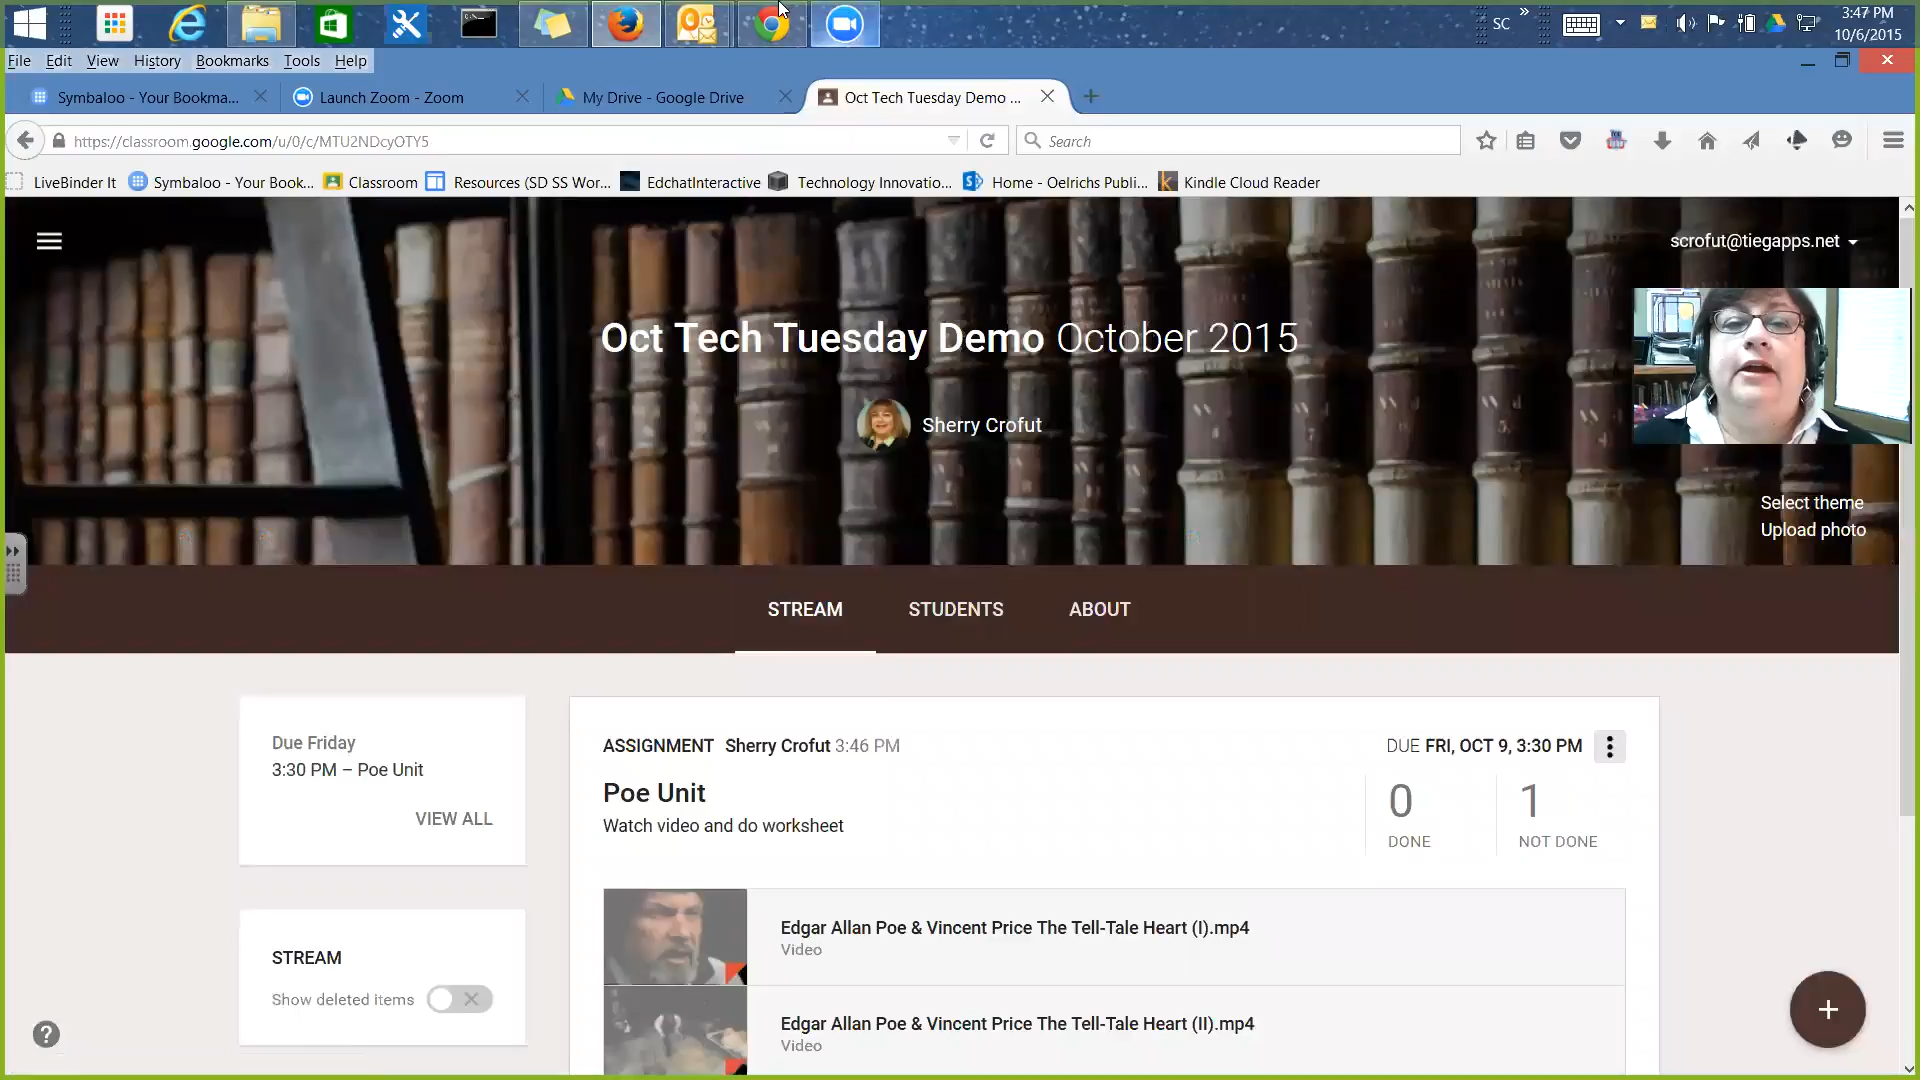 SC
»
3:47 PM
10/6/2015
File Edit View History Bookmarks Tools Help
Symbaloo - Your Bookma...
Launch Zoom - Zoom
My Drive - Google Drive
Oct Tech Tuesday Demo ...
https://classroom.google.com/u/0/c/MTU2NDcyOTY5
Search
LiveBinder It
Symbaloo - Your Book...
Classroom
Resources (SD SS Wor...
EdchatInteractive
Technology Innovatio...
Home - Oelrichs Publi...
Kindle Cloud Reader
scrofut@tiegapps.net
Oct Tech Tuesday Demo October 2015
Sherry Crofut
Select theme
Upload photo
STREAM
STUDENTS
ABOUT
Due Friday
3:30 PM – Poe Unit
VIEW ALL
STREAM
Show deleted items
ASSIGNMENT Sherry Crofut 3:46 PM
DUE FRI, OCT 9, 3:30 PM
Poe Unit
Watch video and do worksheet
0
DONE
1
NOT DONE
Edgar Allan Poe & Vincent Price The Tell-Tale Heart (I).mp4
Video
Edgar Allan Poe & Vincent Price The Tell-Tale Heart (II).mp4
Video